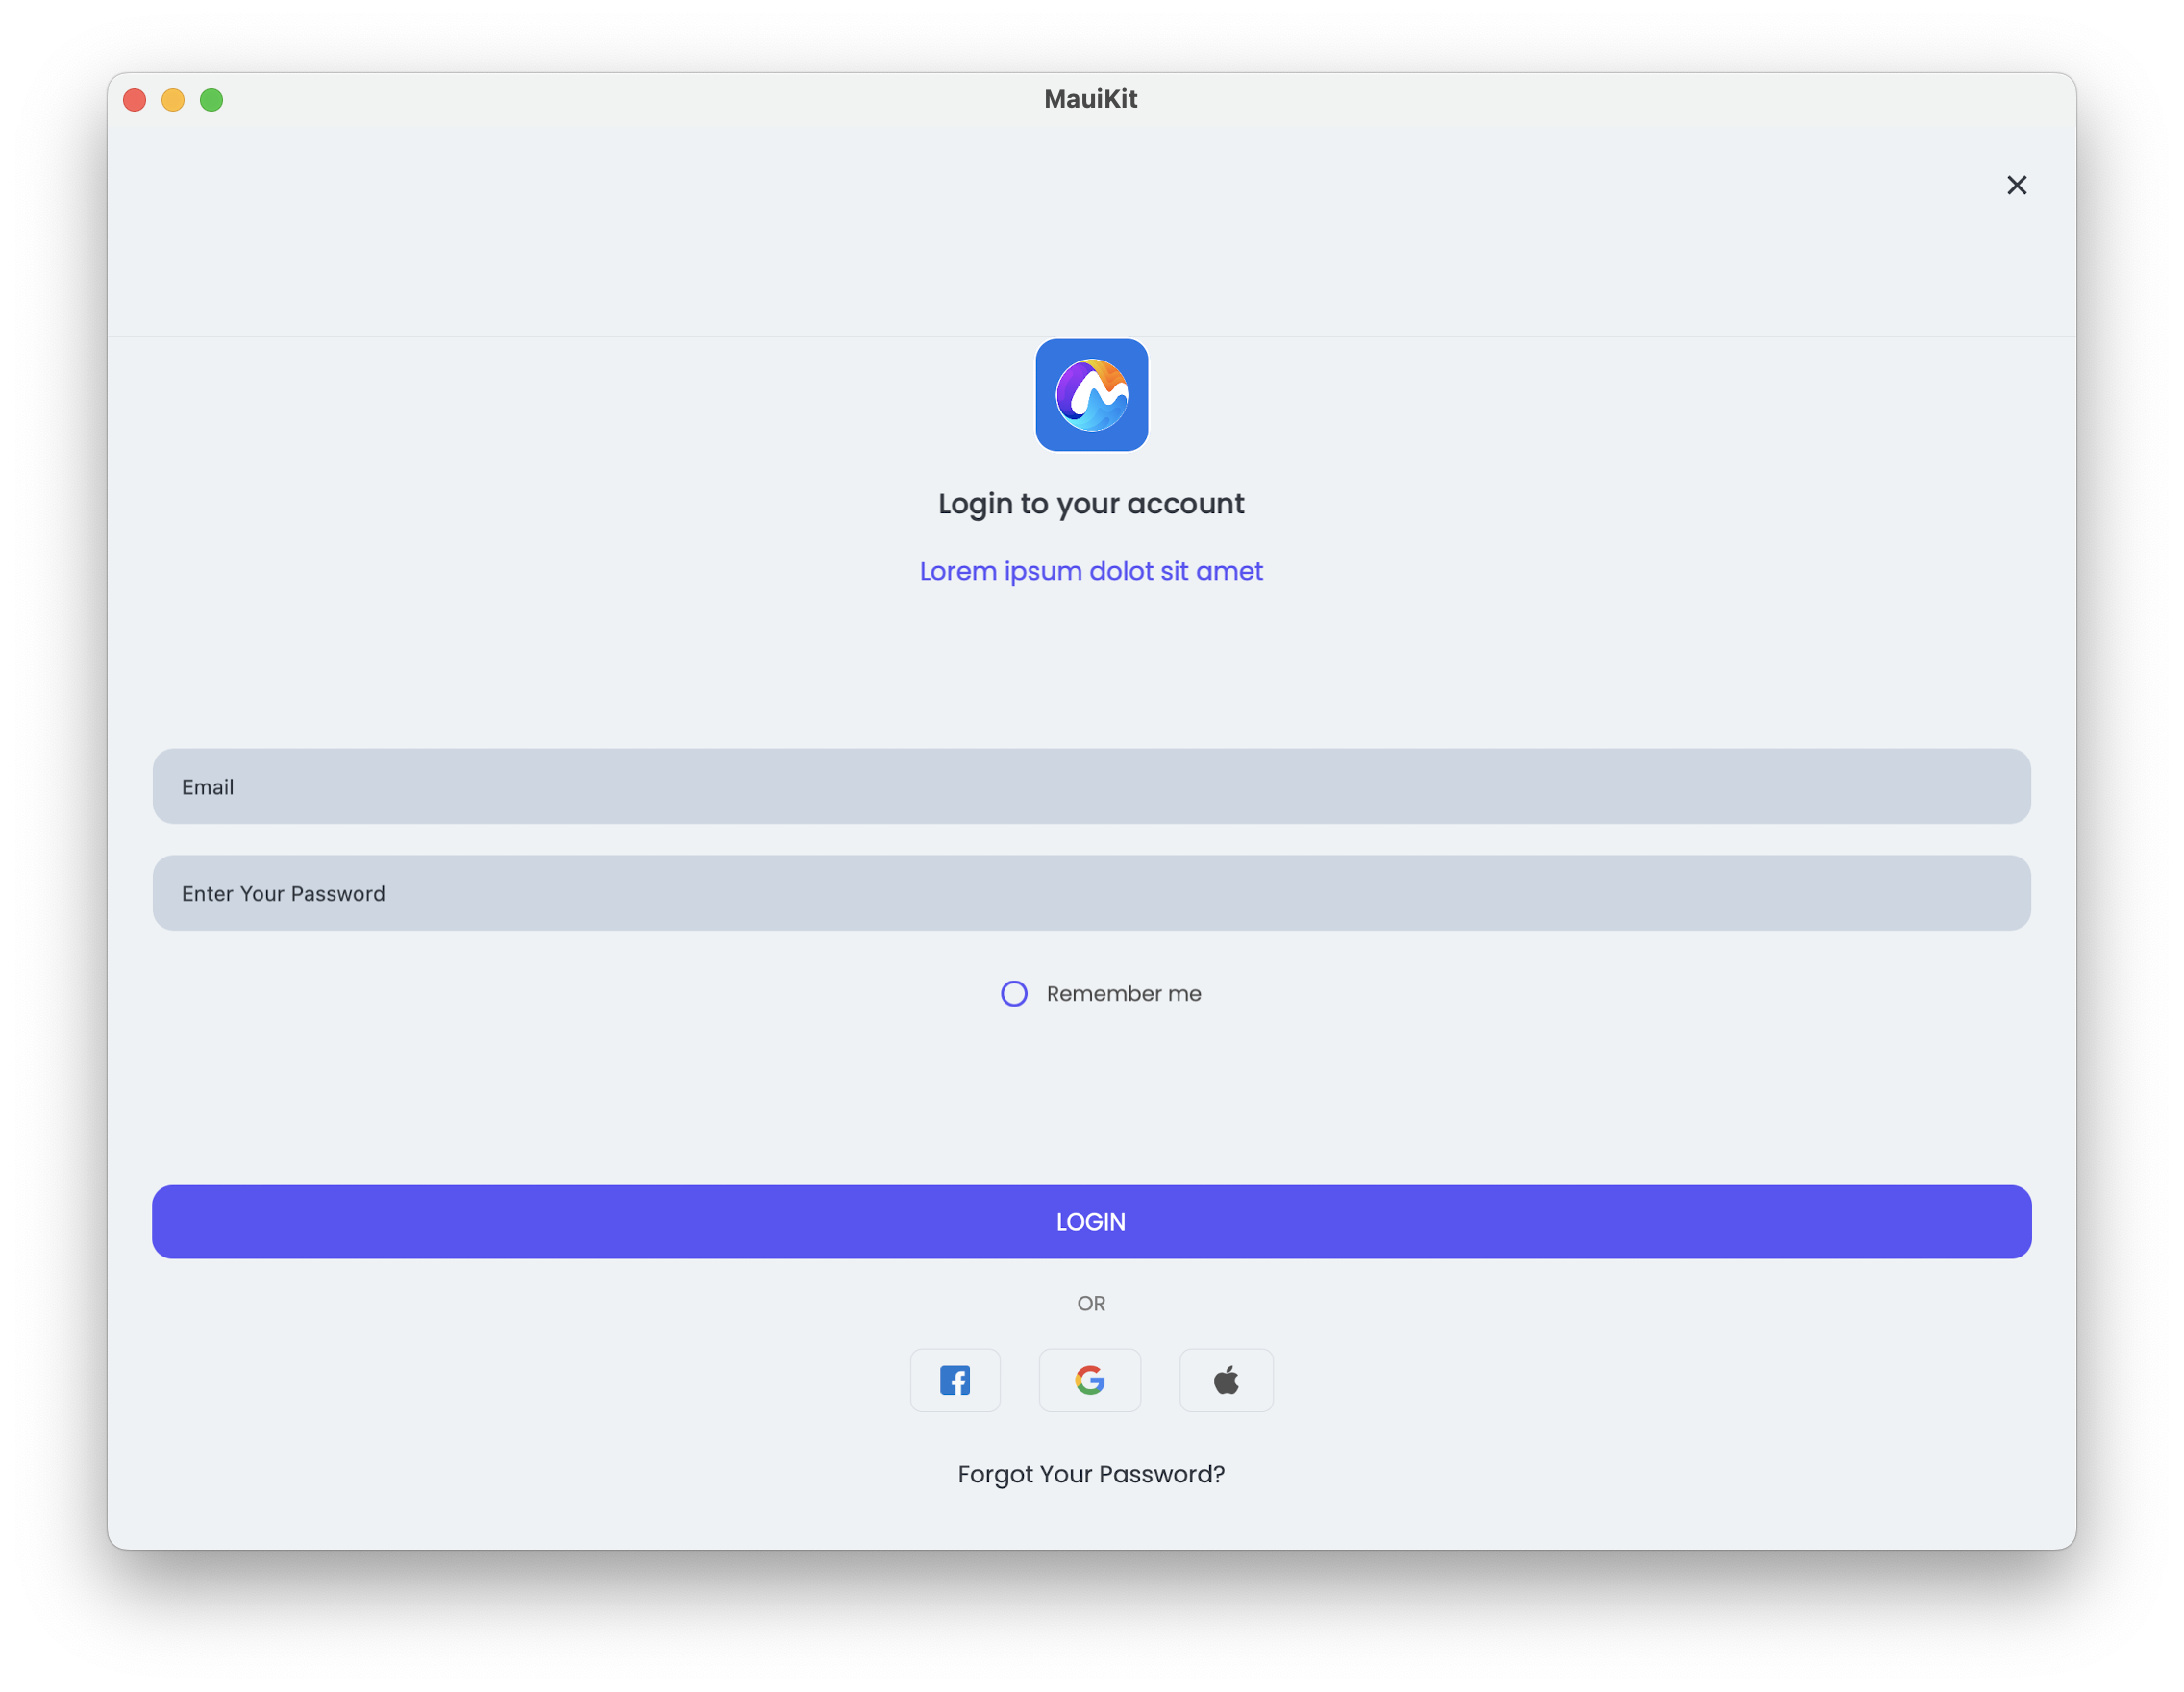 MauiKit
Login to your account
Lorem ipsum dolot sit amet
Email
Enter Your Password
Remember me
LOGIN
OR
Forgot Your Password?